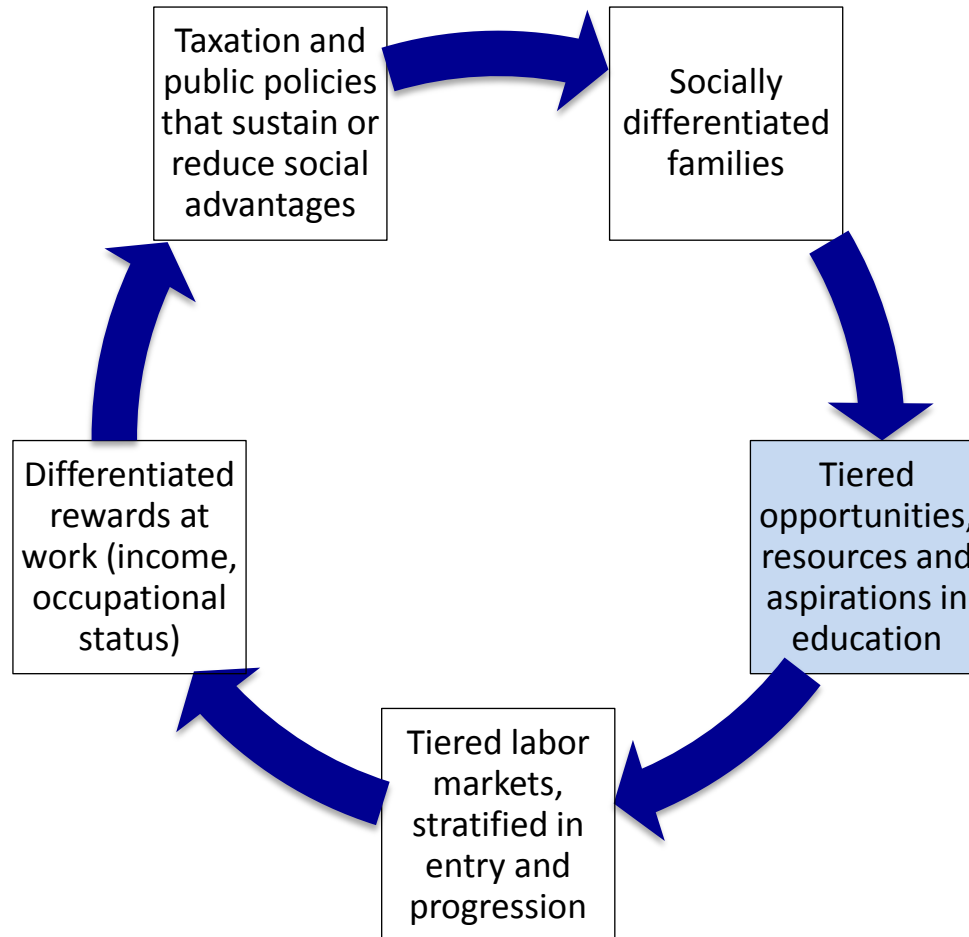 Taxation and
public policies
that sustain or
reduce social
advantages
Socially
differentiated
families
Tiered
opportunities,
resources and
aspirations in
education
Tiered labor
markets,
stratified in
entry and
progression
Differentiated
rewards at
work (income,
occupational
status)